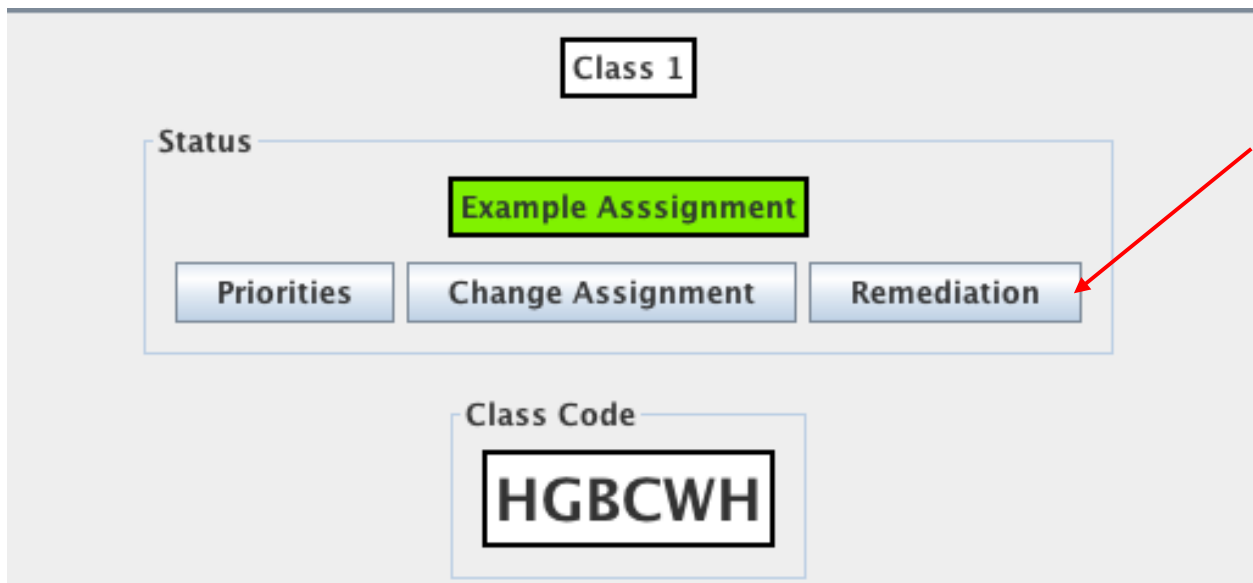 Class 1
Status
Example Asssignment
Priorities Change Assignment Remediation
Class Code
HGBCWH